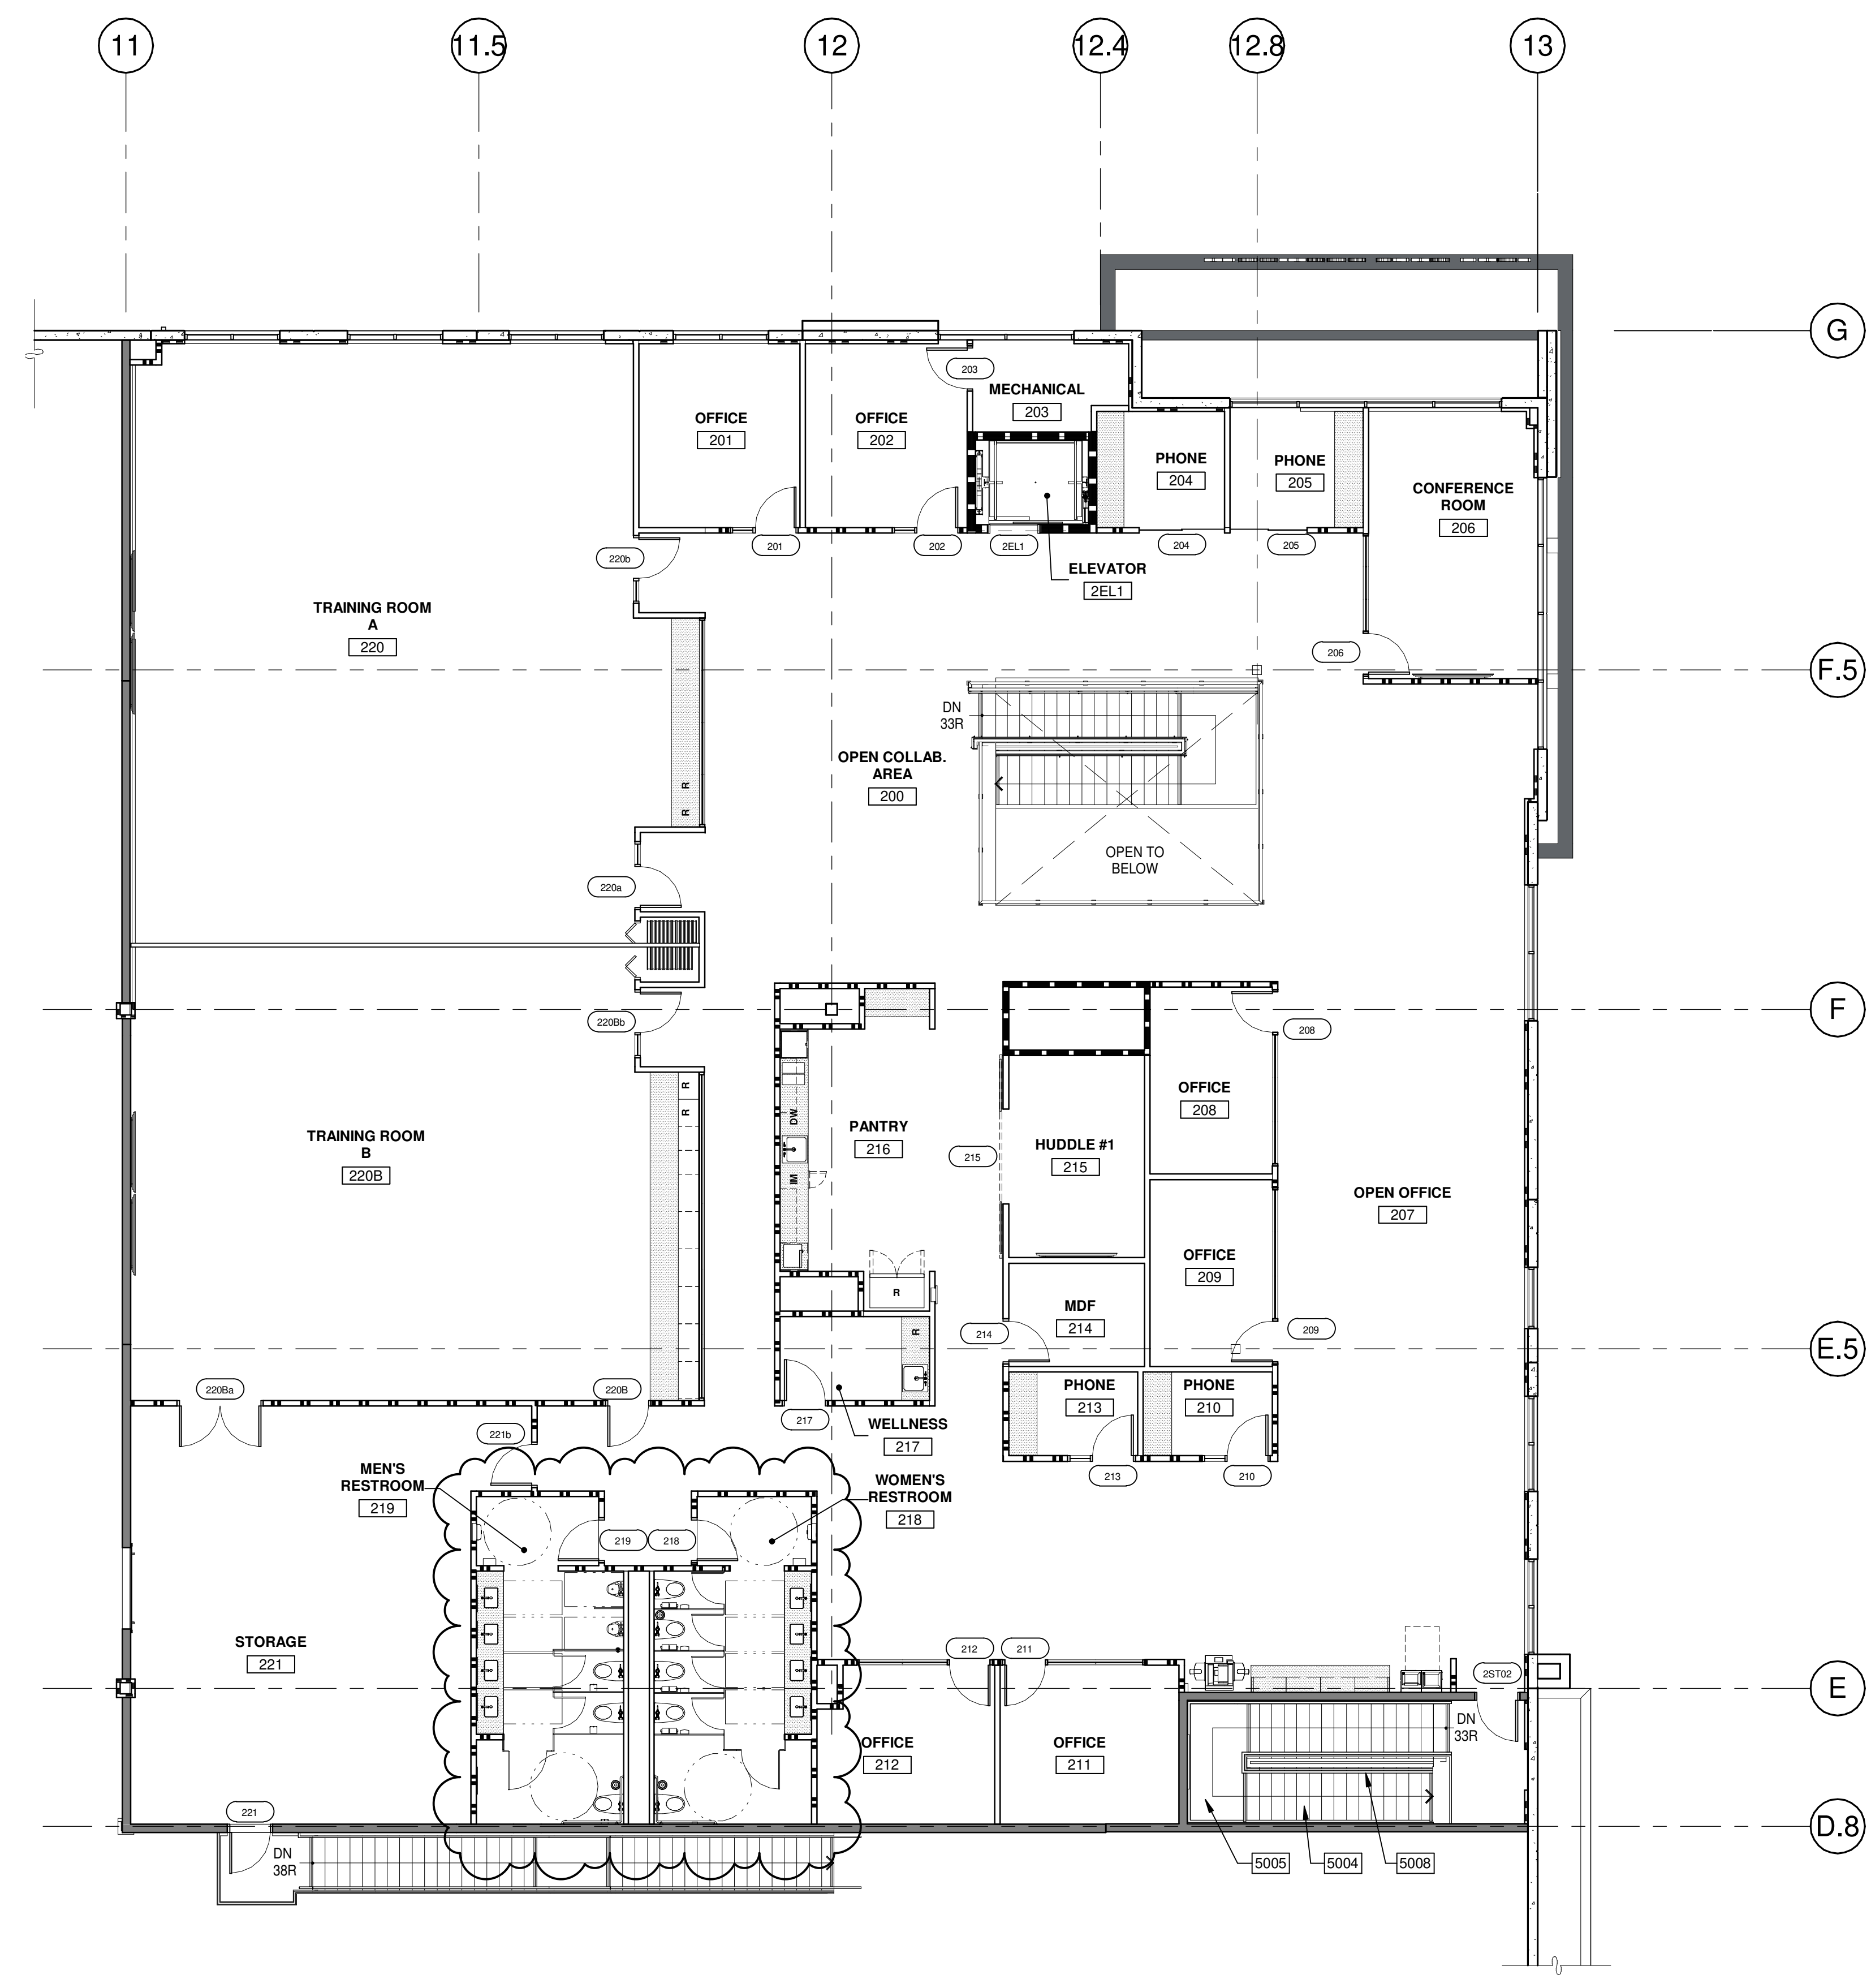 11
11.5
12
12.4
12.8
13
G
203
MECHANICAL
203
OFFICE
201
OFFICE
202
PHONE
204
PHONE
205
CONFERENCE
ROOM
206
201
202
2EL1
204
205
220b
ELEVATOR
2EL1
TRAINING ROOM
A
220
206
F.5
DN
33R
OPEN COLLAB.
AREA
200
R
R
OPEN TO
BELOW
220a
F
220Bb
208
R
R
DW
IM
PANTRY
216
OFFICE
208
TRAINING ROOM
B
220B
215
HUDDLE #1
215
OPEN OFFICE
207
OFFICE
209
R
MDF
214
R
214
209
E.5
220Ba
220B
217
PHONE
213
PHONE
210
221b
WELLNESS
217
213
210
MEN'S
RESTROOM
219
WOMEN'S
RESTROOM
218
219
218
STORAGE
221
212
211
2ST02
E
DN
33R
OFFICE
212
OFFICE
211
221
D.8
DN
38R
5005
5004
5008